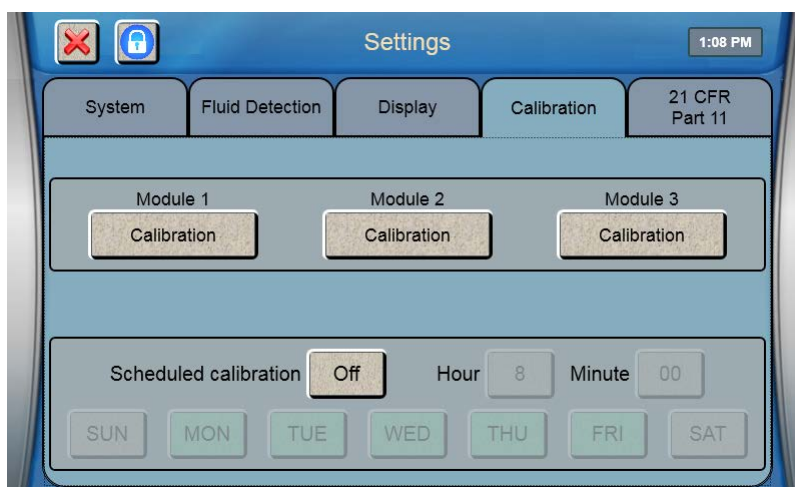 Settings
1:08 PM
System
Fluid Detection
Display
Calibration
21 CFR
Part 11
Module 1
Module 2
Module 3
Calibration
Calibration
Calibration
Scheduled calibration Off Hour 8 Minute 00
SUN MON TUE WED THU FRI SAT